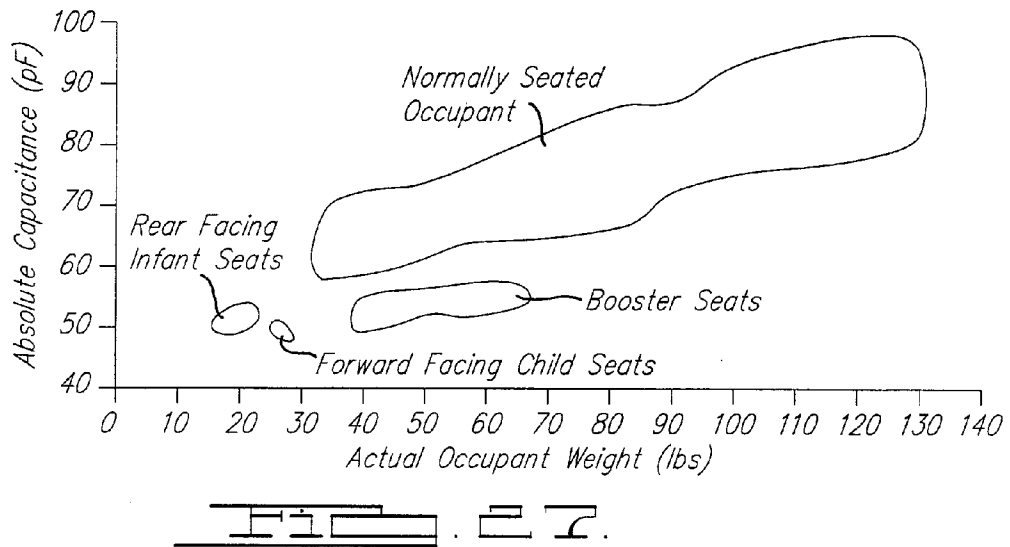 100
90
80
70
60
50
40
Absolute Capacitance (pF)
Normally Seated
Occupant
Rear Facing
Infant Seats
Booster Seats
Forward Facing Child Seats
0 10 20 30 40 50 60 70 80 90 100 110 120 130 140
Actual Occupant Weight (lbs)